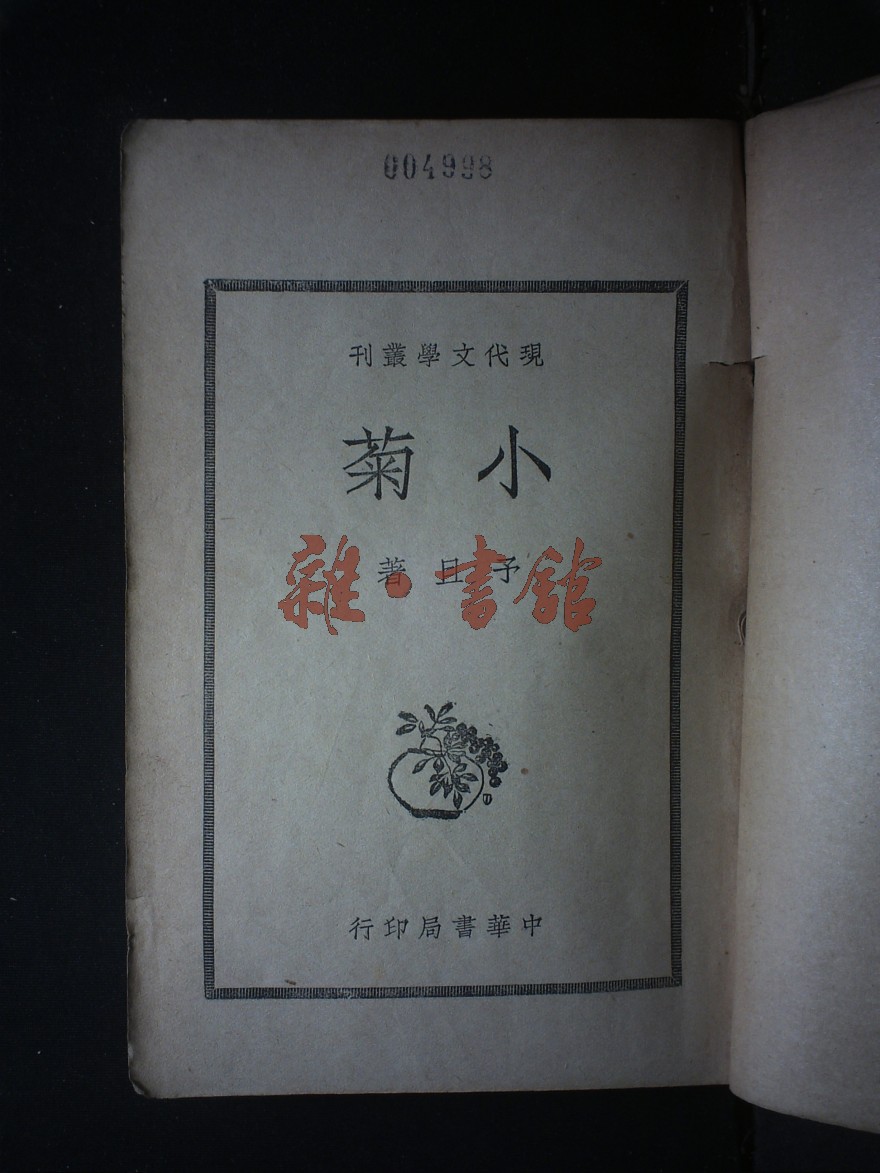 004998
現代文學叢刊
小菊
予且著
雜·書館
中華書局印行